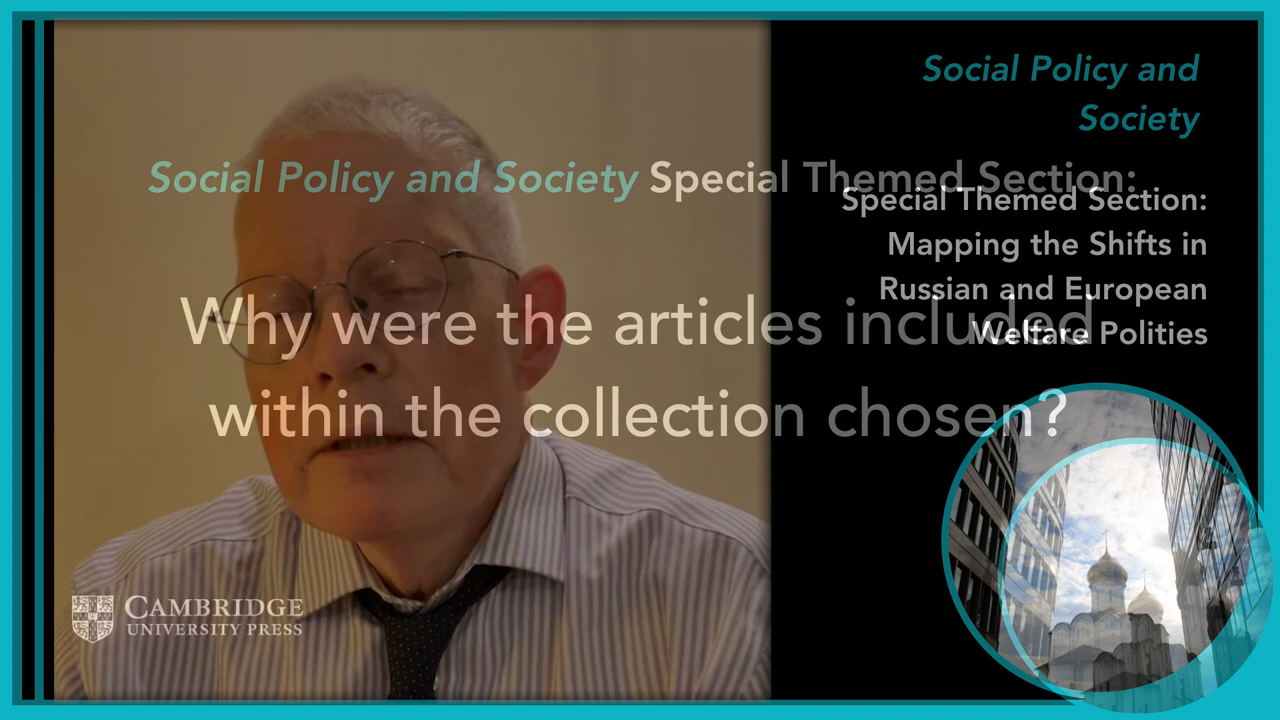 Social Policy and
Society
Social Policy and Society Special Themed Section:
Special Themed Section:
Mapping the Shifts in
Russian and European
Welfare Polities
Why were the articles included
within the collection chosen?
CAMBRIDGE
UNIVERSITY PRESS